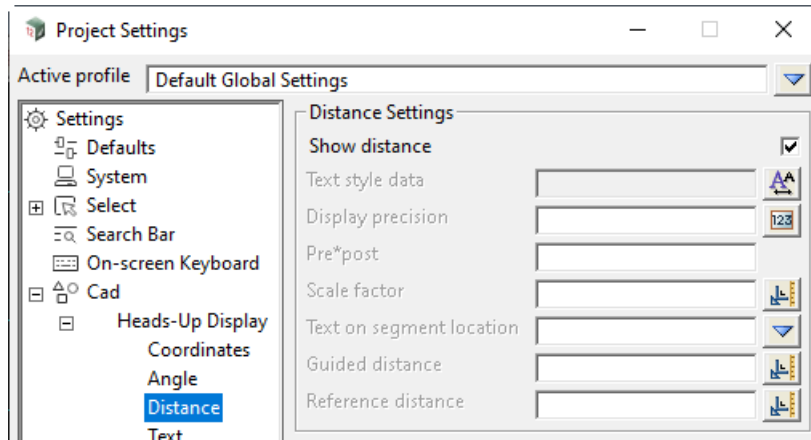 Project Settings
Active profile Default Global Settings
Settings
Defaults
System
Select
Search Bar
On-screen Keyboard
Cad
Heads-Up Display
Coordinates
Angle
Distance
Text
Distance Settings
Show distance
Text style data
Display precision
123
Pre*post
Scale factor
Text on segment location
Guided distance
Reference distance